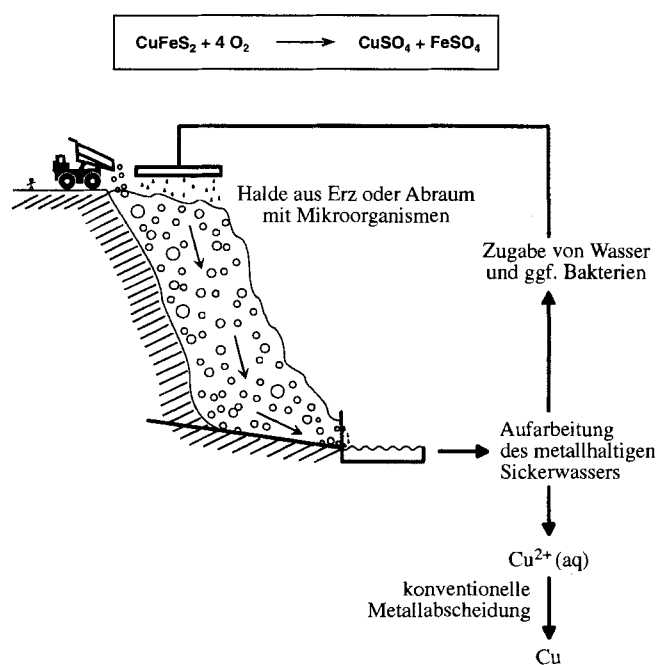 CuFeS₂ + 4 O₂ ⟶ CuSO₄ + FeSO₄
Halde aus Erz oder Abraum
mit Mikroorganismen
Zugabe von Wasser
und ggf. Bakterien
Aufarbeitung
des metallhaltigen
Sickerwassers
Cu²⁺ (aq)
konventionelle
Metallabscheidung
Cu